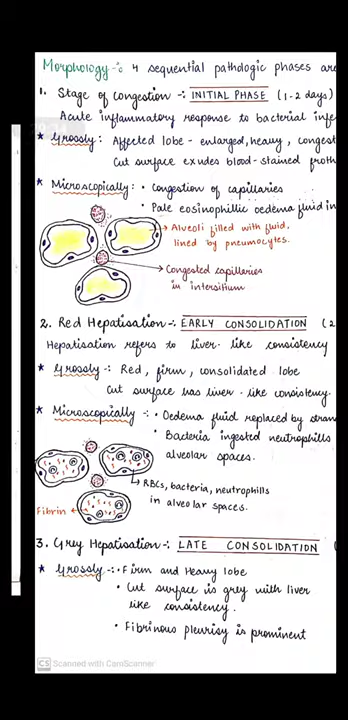 Morphology -: 4 sequential pathologic phases are
1. Stage of Congestion -: INITIAL PHASE (1-2 days)
Acute inflammatory response to bacterial infe
* Grossly : Affected lobe - enlarged, heavy, congest
Cut surface exudes blood-stained froth
* Microscopically : • Congestion of capillaries
• Pale eosinophillic oedema fluid in
Alveoli filled with fluid,
lined by pneumocytes.
Congested capillaries
in intersitium
2. Red Hepatisation -: EARLY CONSOLIDATION (2
Hepatisation refers to liver-like consistency
* Grossly : Red, firm, consolidated lobe
Cut surface has liver-like consistency.
* Microscopically -: • Oedema fluid replaced by stran
• Bacteria ingested neutrophills
alveolar spaces.
RBCs, bacteria, neutrophills
in alveolar spaces.
Fibrin
3. Grey Hepatisation -: LATE CONSOLIDATION (
* Grossly -: • Firm and Heavy lobe
• Cut surface is grey with liver
like consistency.
• Fibrinous pleurisy is prominent
CS Scanned with CamScanner